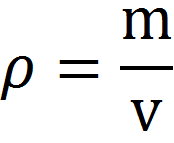 ρ = m/v